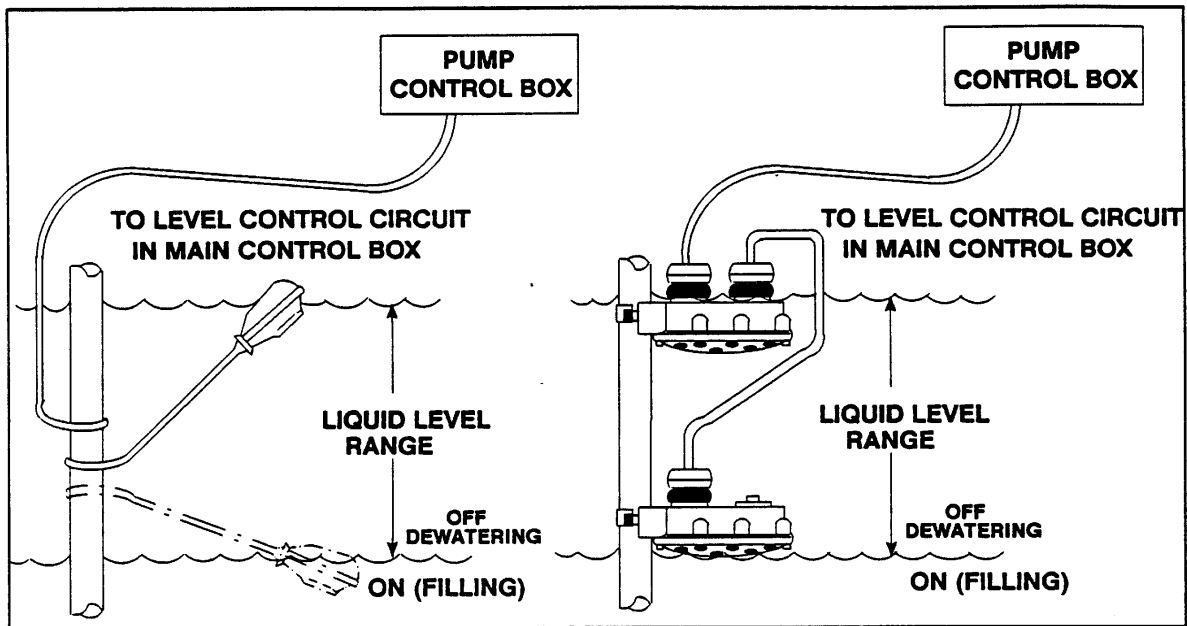 PUMP
CONTROL BOX
TO LEVEL CONTROL CIRCUIT
IN MAIN CONTROL BOX
LIQUID LEVEL
RANGE
OFF
DEWATERING
ON (FILLING)
PUMP
CONTROL BOX
TO LEVEL CONTROL CIRCUIT
IN MAIN CONTROL BOX
LIQUID LEVEL
RANGE
OFF
DEWATERING
ON (FILLING)